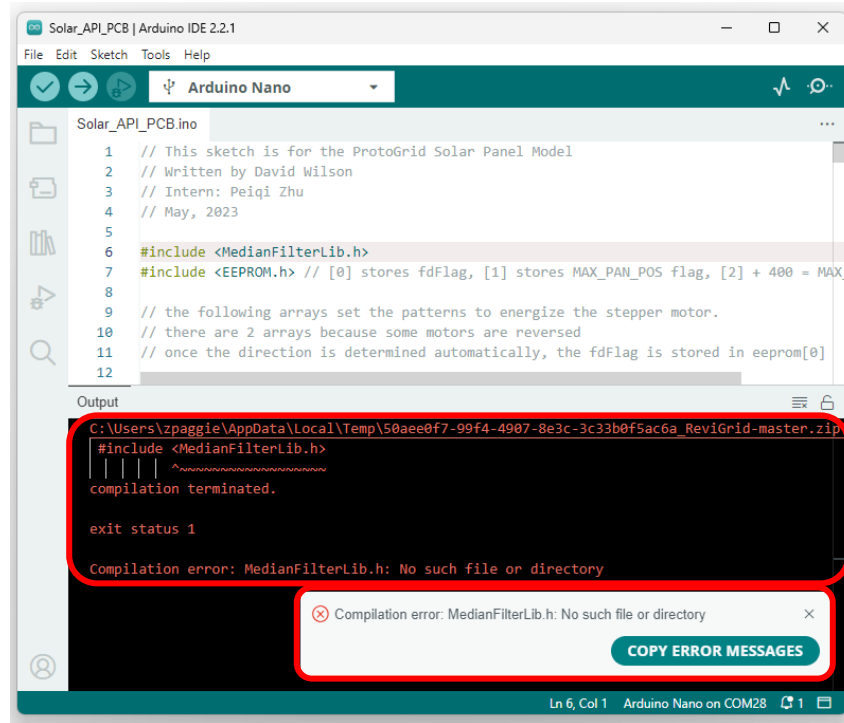 Solar_API_PCB | Arduino IDE 2.2.1
File Edit Sketch Tools Help
Arduino Nano
Solar_API_PCB.ino
1 // This sketch is for the ProtoGrid Solar Panel Model
2 // Written by David Wilson
3 // Intern: Peiqi Zhu
4 // May, 2023
5
6 #include <MedianFilterLib.h>
7 #include <EEPROM.h> // [0] stores fdFlag, [1] stores MAX_PAN_POS flag, [2] + 400 = MAX_
8
9 // the following arrays set the patterns to energize the stepper motor.
10 // there are 2 arrays because some motors are reversed
11 // once the direction is determined automatically, the fdFlag is stored in eeprom[0]
12
Output
C:\Users\zpaggie\AppData\Local\Temp\50aee0f7-99f4-4907-8e3c-3c33b0f5ac6a_ReviGrid-master.zip
#include <MedianFilterLib.h>
^~~~~~~~~~~~~~~~~~~
compilation terminated.
exit status 1
Compilation error: MedianFilterLib.h: No such file or directory
Compilation error: MedianFilterLib.h: No such file or directory
COPY ERROR MESSAGES
Ln 6, Col 1 Arduino Nano on COM28 1